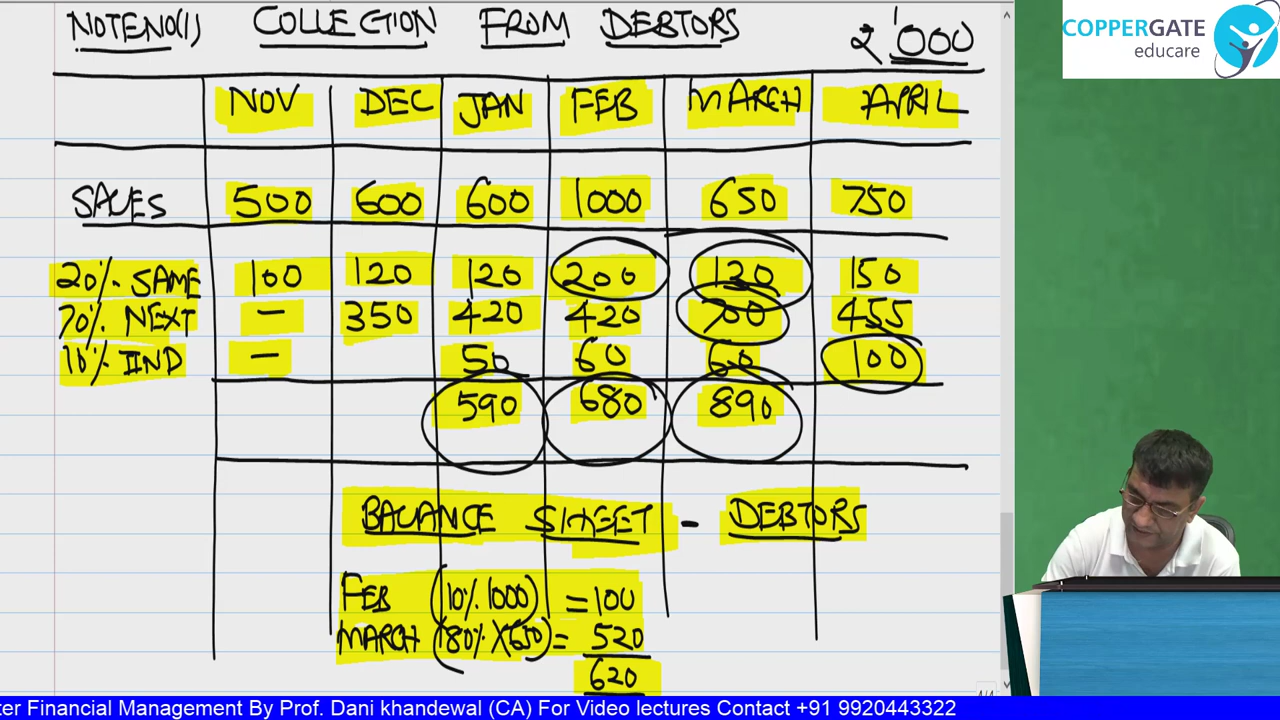 NOTENO(1) COLLECTION FROM DEBTORS
₹ '000
COPPERGATE
educare
NOV DEC JAN FEB MARCH APRIL
SALES 500 600 600 1000 650 750
20% SAME 100 120 120 200 130 150
70% NEXT - 350 420 420 700 455
10% IIND - 50 60 60 100
590 680 890
BALANCE SHEET - DEBTORS
FEB (10% 1000) = 100
MARCH (80% X 650) = 520
620
ter Financial Management By Prof. Dani khandewal (CA) For Video lectures Contact +91 9920443322